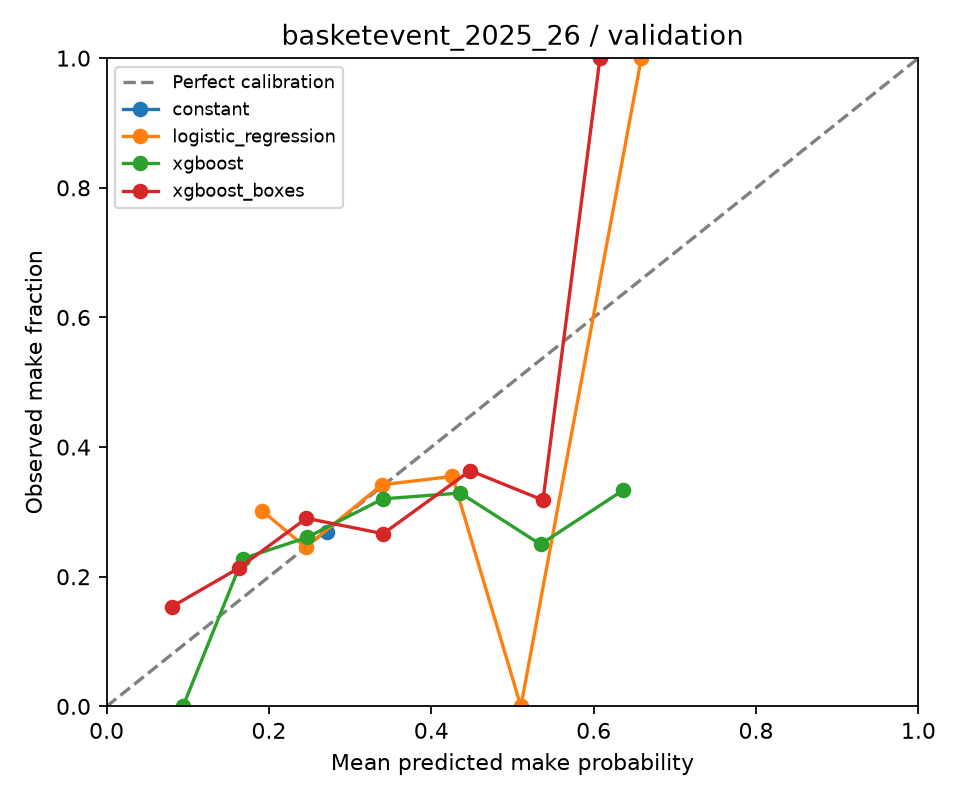 basketevent_2025_26 / validation
Perfect calibration
constant
logistic_regression
xgboost
xgboost_boxes
Observed make fraction
1.0
0.8
0.6
0.4
0.2
0.0
0.0 0.2 0.4 0.6 0.8 1.0
Mean predicted make probability